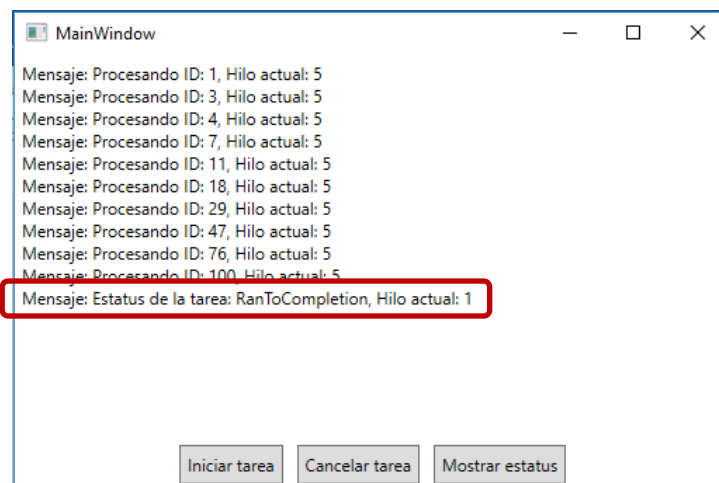 MainWindow
Mensaje: Procesando ID: 1, Hilo actual: 5
Mensaje: Procesando ID: 3, Hilo actual: 5
Mensaje: Procesando ID: 4, Hilo actual: 5
Mensaje: Procesando ID: 7, Hilo actual: 5
Mensaje: Procesando ID: 11, Hilo actual: 5
Mensaje: Procesando ID: 18, Hilo actual: 5
Mensaje: Procesando ID: 29, Hilo actual: 5
Mensaje: Procesando ID: 47, Hilo actual: 5
Mensaje: Procesando ID: 76, Hilo actual: 5
Mensaje: Procesando ID: 100, Hilo actual: 5
Mensaje: Estatus de la tarea: RanToCompletion, Hilo actual: 1
Iniciar tarea Cancelar tarea Mostrar estatus